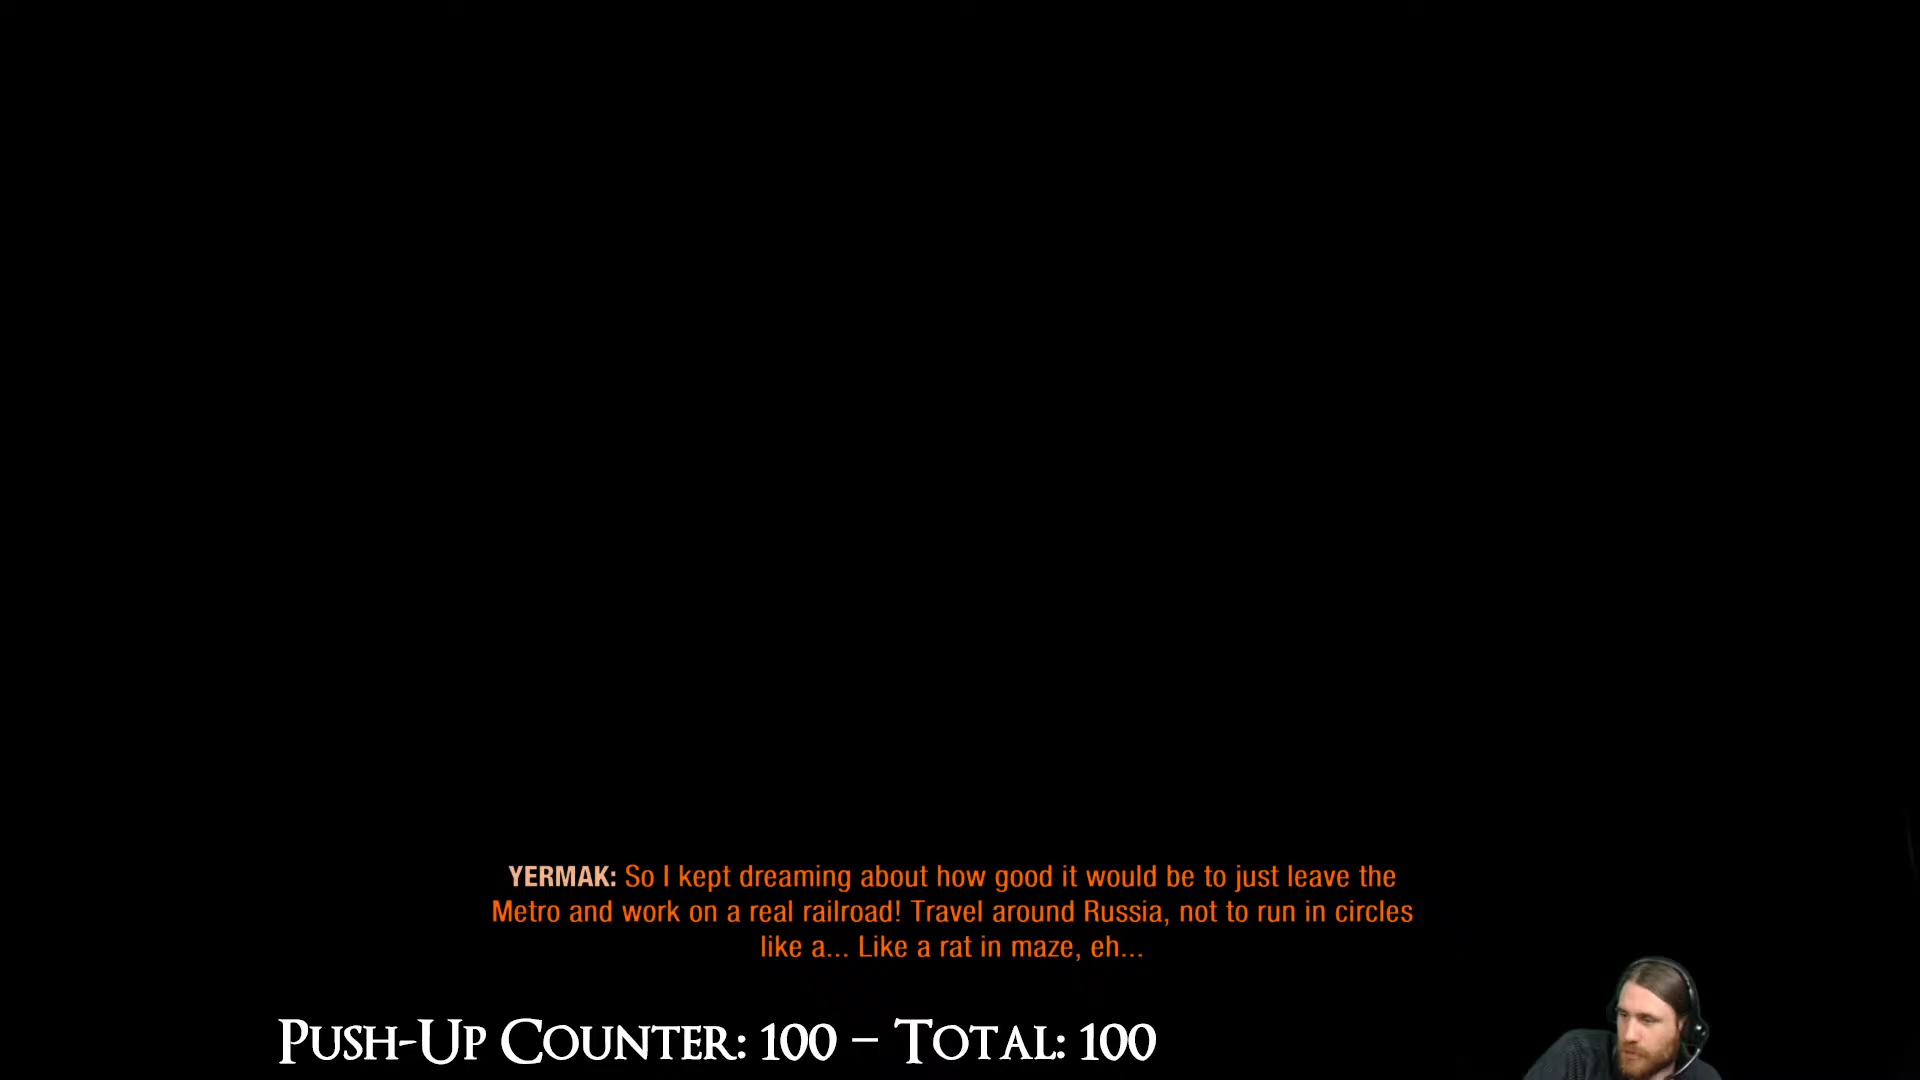 YERMAK: So I kept dreaming about how good it would be to just leave the
Metro and work on a real railroad! Travel around Russia, not to run in circles
like a... Like a rat in maze, eh...
Push-Up Counter: 100 – Total: 100